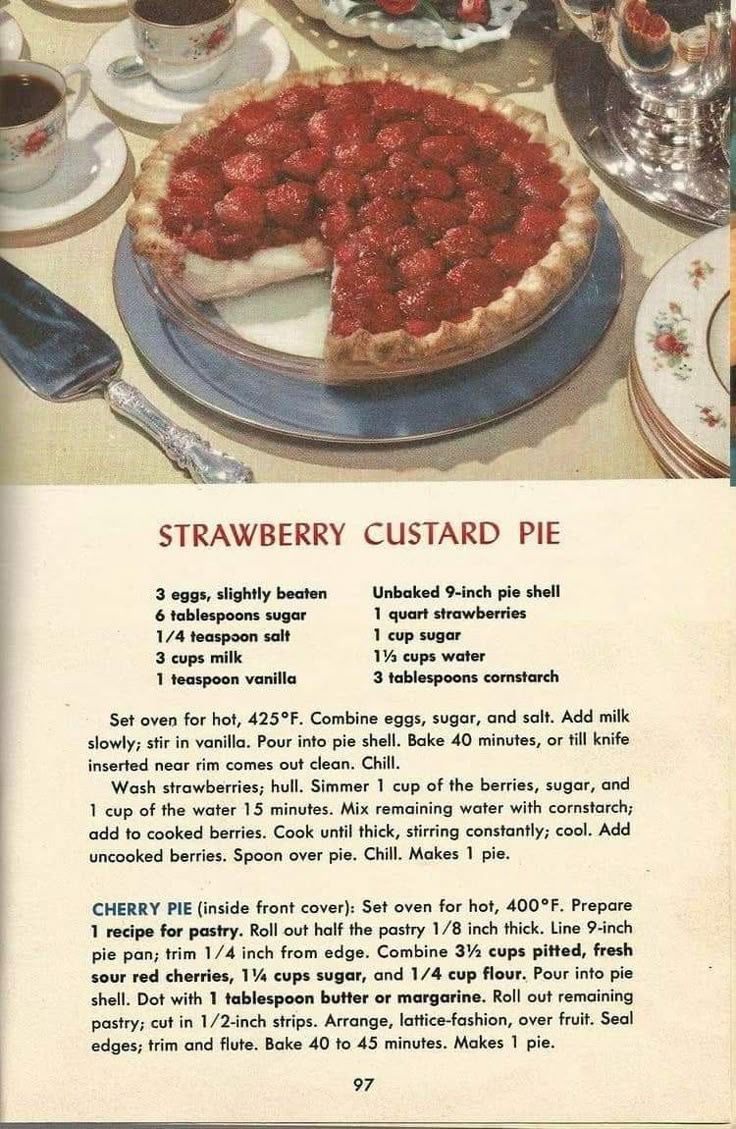 STRAWBERRY CUSTARD PIE
3 eggs, slightly beaten
6 tablespoons sugar
1/4 teaspoon salt
3 cups milk
1 teaspoon vanilla
Unbaked 9-inch pie shell
1 quart strawberries
1 cup sugar
1⅓ cups water
3 tablespoons cornstarch
Set oven for hot, 425°F. Combine eggs, sugar, and salt. Add milk
slowly; stir in vanilla. Pour into pie shell. Bake 40 minutes, or till knife
inserted near rim comes out clean. Chill.
Wash strawberries; hull. Simmer 1 cup of the berries, sugar, and
1 cup of the water 15 minutes. Mix remaining water with cornstarch;
add to cooked berries. Cook until thick, stirring constantly; cool. Add
uncooked berries. Spoon over pie. Chill. Makes 1 pie.
CHERRY PIE (inside front cover): Set oven for hot, 400°F. Prepare
1 recipe for pastry. Roll out half the pastry 1/8 inch thick. Line 9-inch
pie pan; trim 1/4 inch from edge. Combine 3½ cups pitted, fresh
sour red cherries, 1¼ cups sugar, and 1/4 cup flour. Pour into pie
shell. Dot with 1 tablespoon butter or margarine. Roll out remaining
pastry; cut in 1/2-inch strips. Arrange, lattice-fashion, over fruit. Seal
edges; trim and flute. Bake 40 to 45 minutes. Makes 1 pie.
97